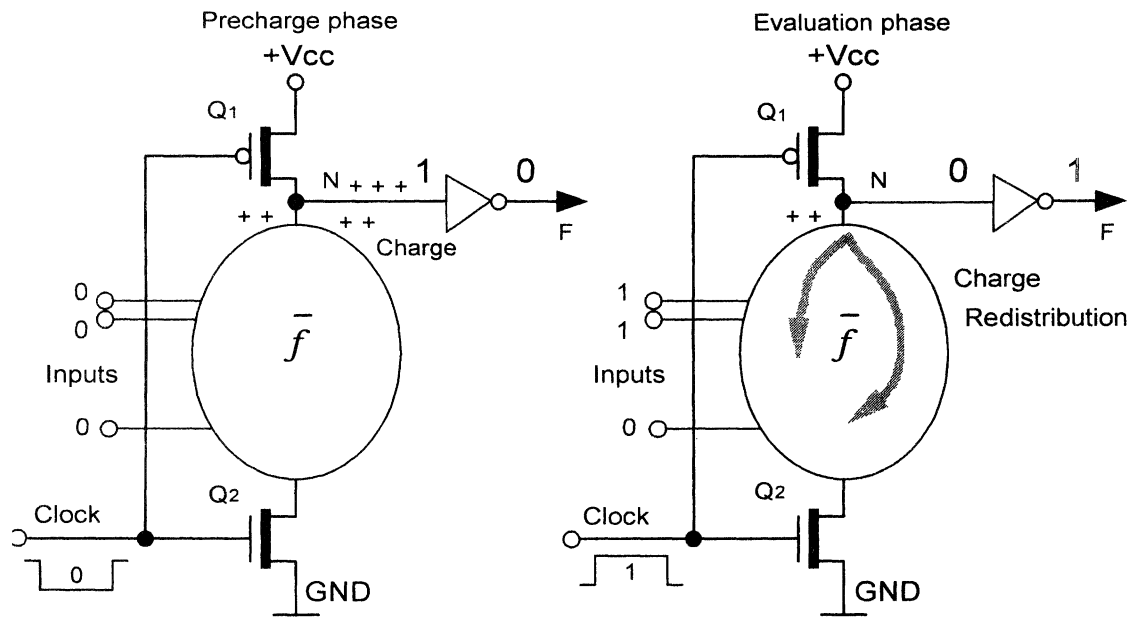 Precharge phase
+Vcc
Q1
N + + + 1 0
+ + + +
F
Charge
0
0
f̅
Inputs
0
Q2
Clock
0
GND
Evaluation phase
+Vcc
Q1
N 0 1
+ +
F
Charge
Redistribution
1
1
f̅
Inputs
0
Q2
Clock
1
GND